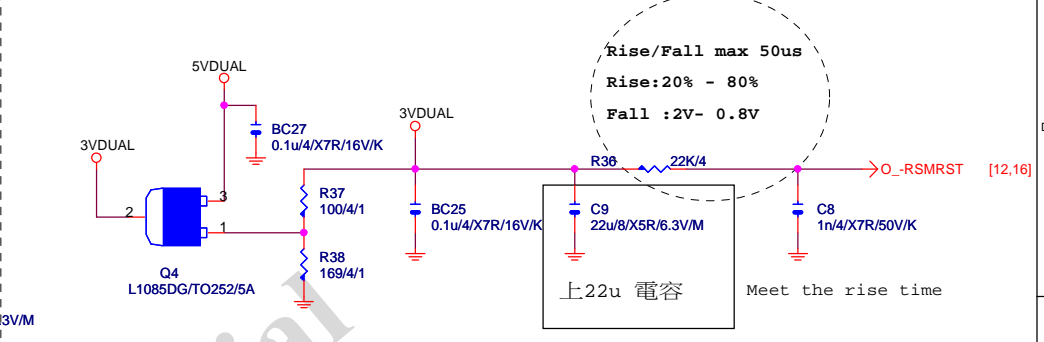 Rise/Fall max 50us
Rise:20% - 80%
Fall :2V- 0.8V
5VDUAL
BC27
0.1u/4/X7R/16V/K
3VDUAL
3VDUAL
R36
22K/4
O_-RSMRST [12,16]
3
2
1
R37
100/4/1
BC25
0.1u/4/X7R/16V/K
C9
22u/8/X5R/6.3V/M
C8
1n/4/X7R/50V/K
R38
169/4/1
Q4
L1085DG/TO252/5A
上22u 電容
Meet the rise time
3V/M
ial